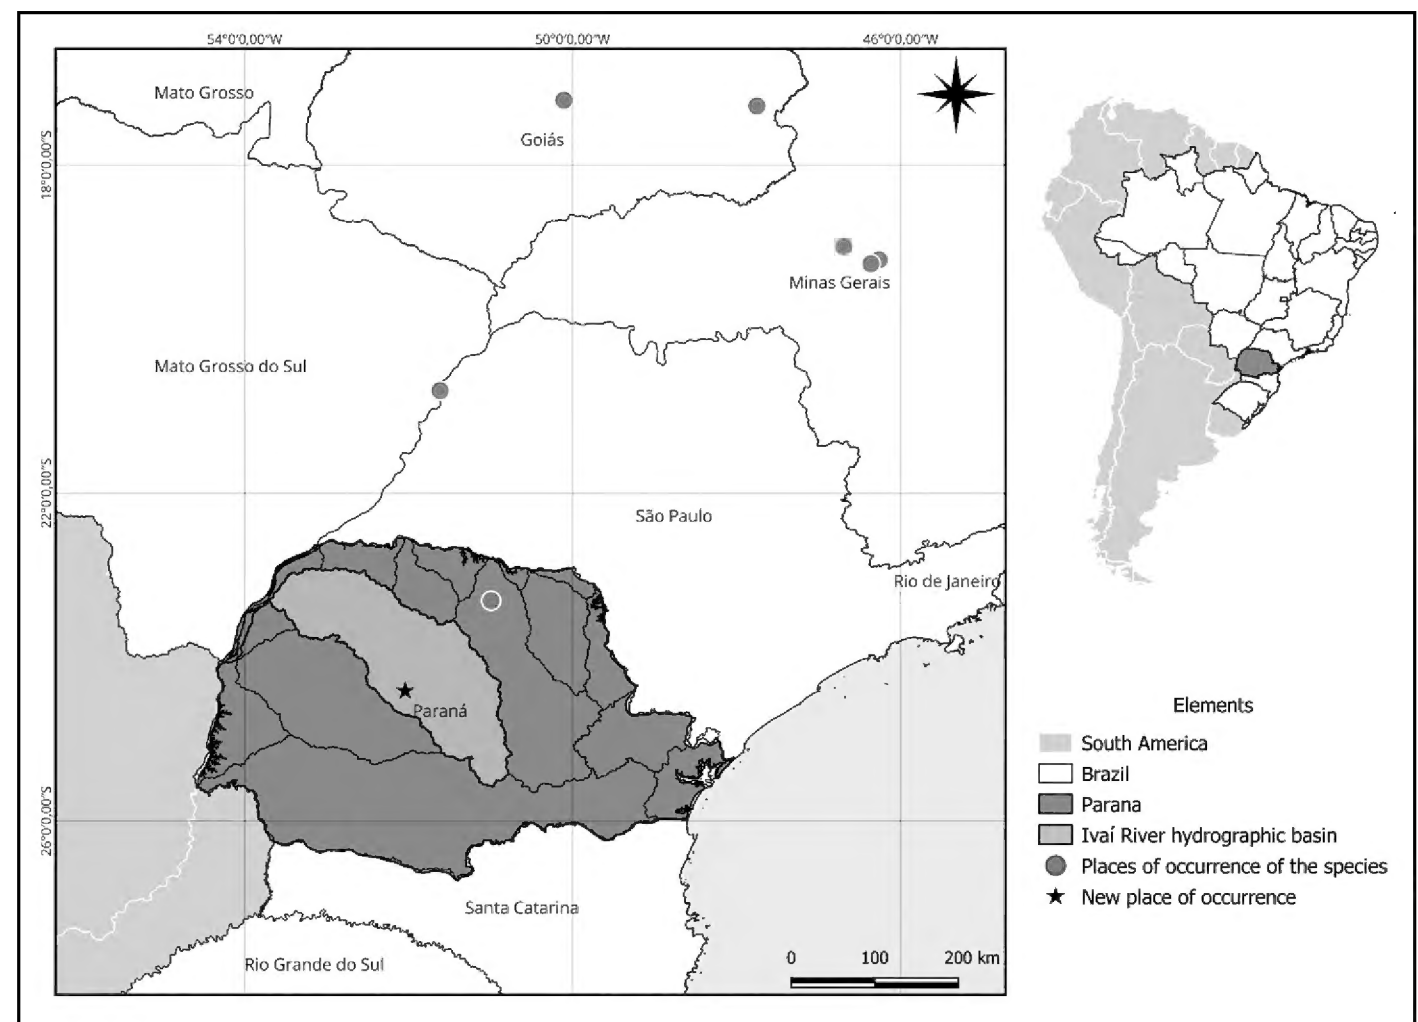 54°0'0,00"W
50°0'0,00"W
46°0'0,00"W
18°0'0,00"S
22°0'0,00"S
26°0'0,00"S
Mato Grosso
Goiás
Minas Gerais
Mato Grosso do Sul
São Paulo
Rio de Janeiro
Paraná
Santa Catarina
Rio Grande do Sul
0 100 200 km
Elements
South America
Brazil
Parana
Ivaí River hydrographic basin
Places of occurrence of the species
New place of occurrence